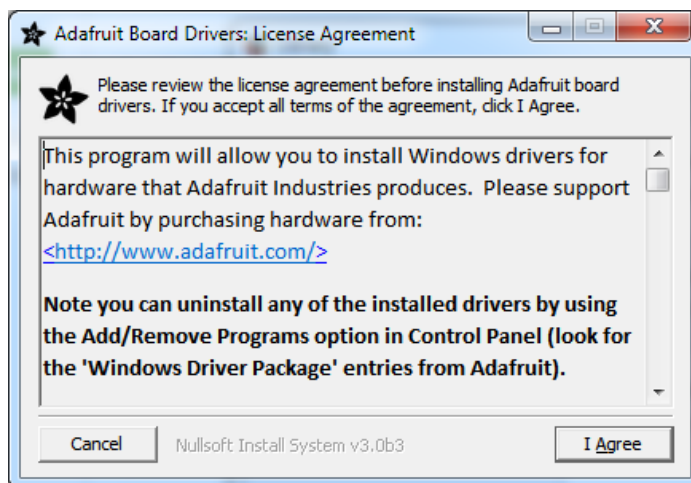 Adafruit Board Drivers: License Agreement
Please review the license agreement before installing Adafruit board
drivers. If you accept all terms of the agreement, click I Agree.
This program will allow you to install Windows drivers for
hardware that Adafruit Industries produces.  Please support
Adafruit by purchasing hardware from:
<http://www.adafruit.com/>
Note you can uninstall any of the installed drivers by using
the Add/Remove Programs option in Control Panel (look for
the 'Windows Driver Package' entries from Adafruit).
Cancel
Nullsoft Install System v3.0b3
I Agree